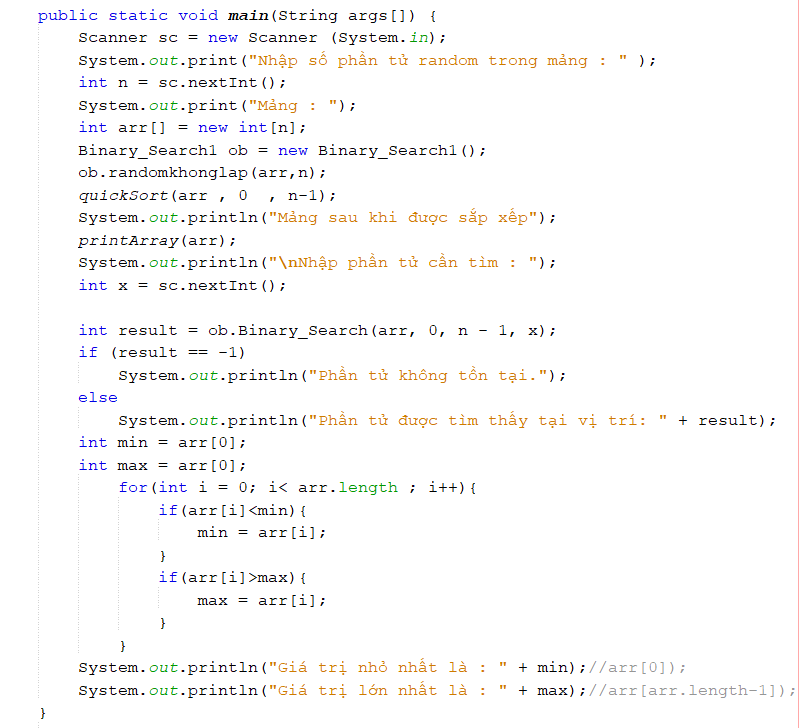 public static void main(String args[]) {
Scanner sc = new Scanner (System.in);
System.out.print("Nhập số phần tử random trong mảng : " );
int n = sc.nextInt();
System.out.print("Mảng : ");
int arr[] = new int[n];
Binary_Search1 ob = new Binary_Search1();
ob.randomkhonglap(arr,n);
quickSort(arr , 0  , n-1);
System.out.println("Mảng sau khi được sắp xếp");
printArray(arr);
System.out.println("\nNhập phần tử cần tìm : ");
int x = sc.nextInt();
int result = ob.Binary_Search(arr, 0, n - 1, x);
if (result == -1)
System.out.println("Phần tử không tồn tại.");
else
System.out.println("Phần tử được tìm thấy tại vị trí: " + result);
int min = arr[0];
int max = arr[0];
for(int i = 0; i< arr.length ; i++){
if(arr[i]<min){
min = arr[i];
}
if(arr[i]>max){
max = arr[i];
}
}
System.out.println("Giá trị nhỏ nhất là : " + min);//arr[0]);
System.out.println("Giá trị lớn nhất là : " + max);//arr[arr.length-1]);
}